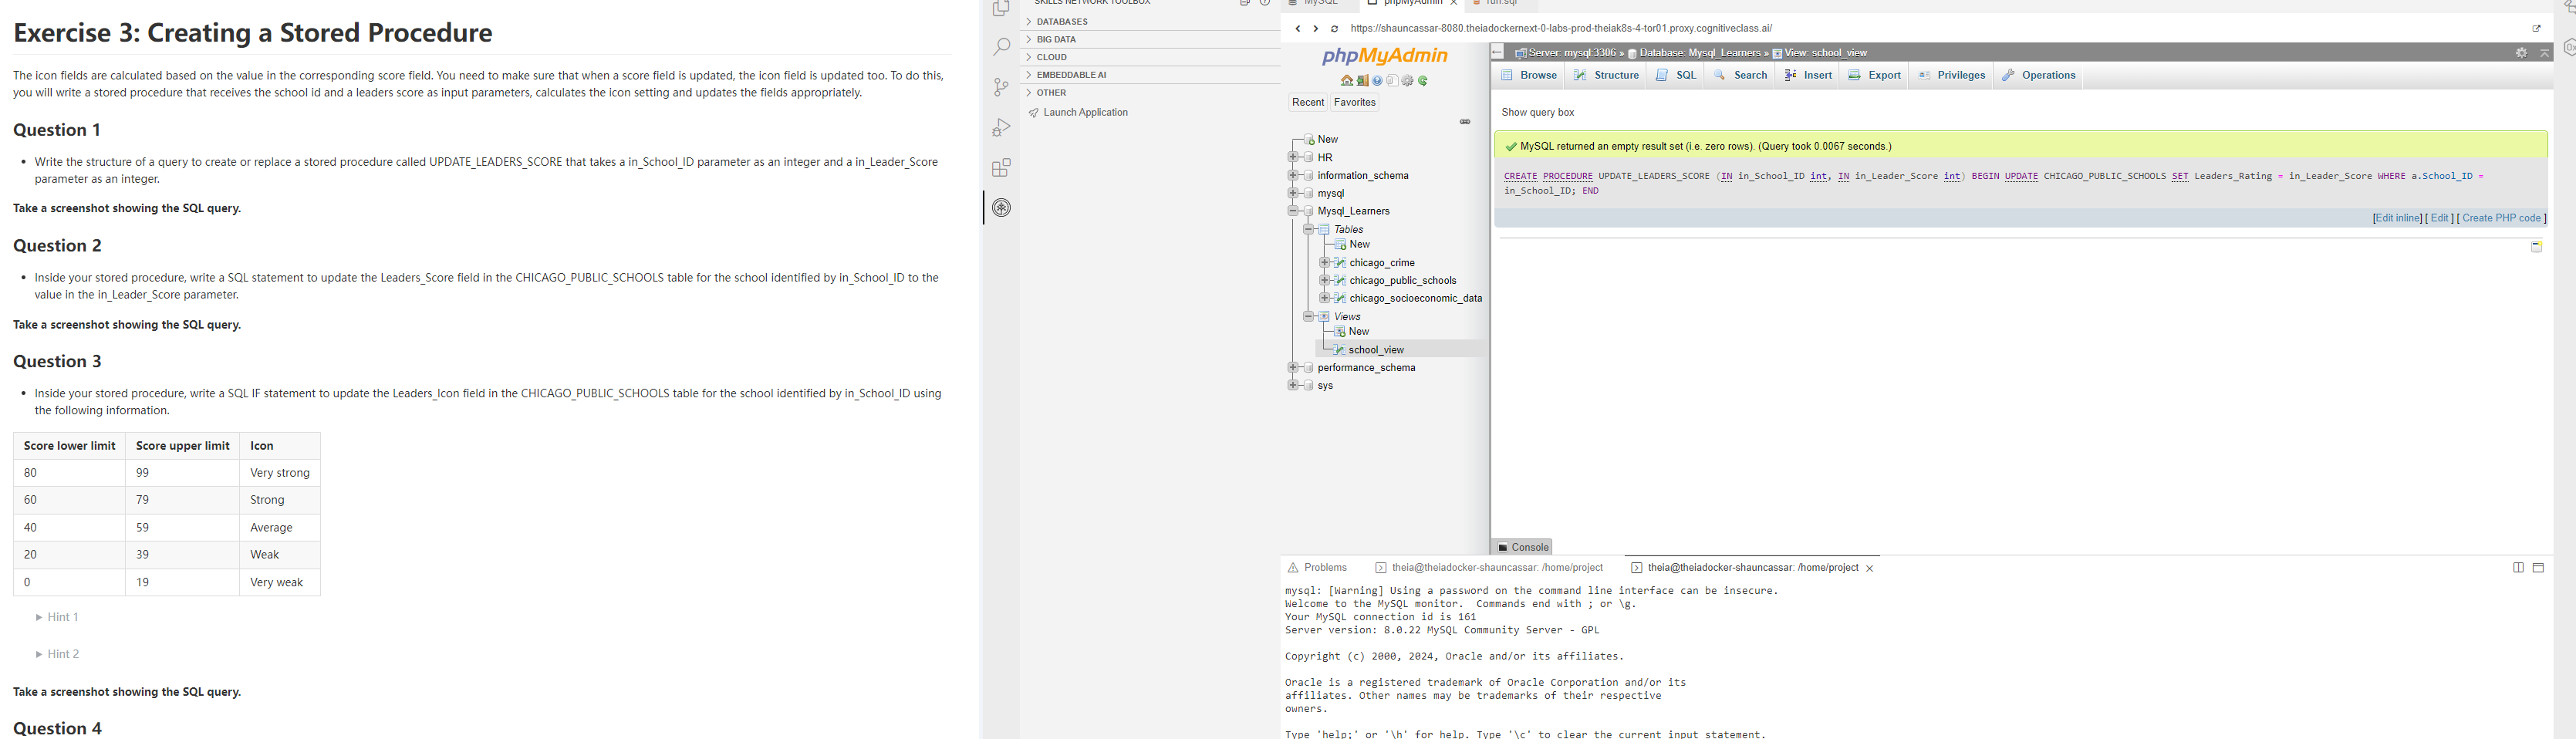 Exercise 3: Creating a Stored Procedure
The icon fields are calculated based on the value in the corresponding score field. You need to make sure that when a score field is updated, the icon field is updated too. To do this,
you will write a stored procedure that receives the school id and a leaders score as input parameters, calculates the icon setting and updates the fields appropriately.
Question 1
• Write the structure of a query to create or replace a stored procedure called UPDATE_LEADERS_SCORE that takes a in_School_ID parameter as an integer and a in_Leader_Score
parameter as an integer.
Take a screenshot showing the SQL query.
Question 2
• Inside your stored procedure, write a SQL statement to update the Leaders_Score field in the CHICAGO_PUBLIC_SCHOOLS table for the school identified by in_School_ID to the
value in the in_Leader_Score parameter.
Take a screenshot showing the SQL query.
Question 3
• Inside your stored procedure, write a SQL IF statement to update the Leaders_Icon field in the CHICAGO_PUBLIC_SCHOOLS table for the school identified by in_School_ID using
the following information.
Score lower limit Score upper limit Icon
80 99 Very strong
60 79 Strong
40 59 Average
20 39 Weak
0 19 Very weak
Hint 1
Hint 2
Take a screenshot showing the SQL query.
Question 4
SKILLS NETWORK TOOLBOX
DATABASES
BIG DATA
CLOUD
EMBEDDABLE AI
OTHER
Launch Application
MySQL phpMyAdmin run.sql
https://shauncassar-8080.theiadockernext-0-labs-prod-theiak8s-4-tor01.proxy.cognitiveclass.ai/
phpMyAdmin
Recent Favorites
New
HR
information_schema
mysql
Mysql_Learners
Tables
New
chicago_crime
chicago_public_schools
chicago_socioeconomic_data
Views
New
school_view
performance_schema
sys
Server: mysql:3306 » Database: Mysql_Learners » View: school_view
Browse Structure SQL Search Insert Export Privileges Operations
Show query box
MySQL returned an empty result set (i.e. zero rows). (Query took 0.0067 seconds.)
CREATE PROCEDURE UPDATE_LEADERS_SCORE (IN in_School_ID int, IN in_Leader_Score int) BEGIN UPDATE CHICAGO_PUBLIC_SCHOOLS SET Leaders_Rating = in_Leader_Score WHERE a.School_ID =
in_School_ID; END
[Edit inline] [ Edit ] [ Create PHP code ]
Console
Problems theia@theiadocker-shauncassar: /home/project theia@theiadocker-shauncassar: /home/project
mysql: [Warning] Using a password on the command line interface can be insecure.
Welcome to the MySQL monitor. Commands end with ; or \g.
Your MySQL connection id is 161
Server version: 8.0.22 MySQL Community Server - GPL
Copyright (c) 2000, 2024, Oracle and/or its affiliates.
Oracle is a registered trademark of Oracle Corporation and/or its
affiliates. Other names may be trademarks of their respective
owners.
Type 'help;' or '\h' for help. Type '\c' to clear the current input statement.